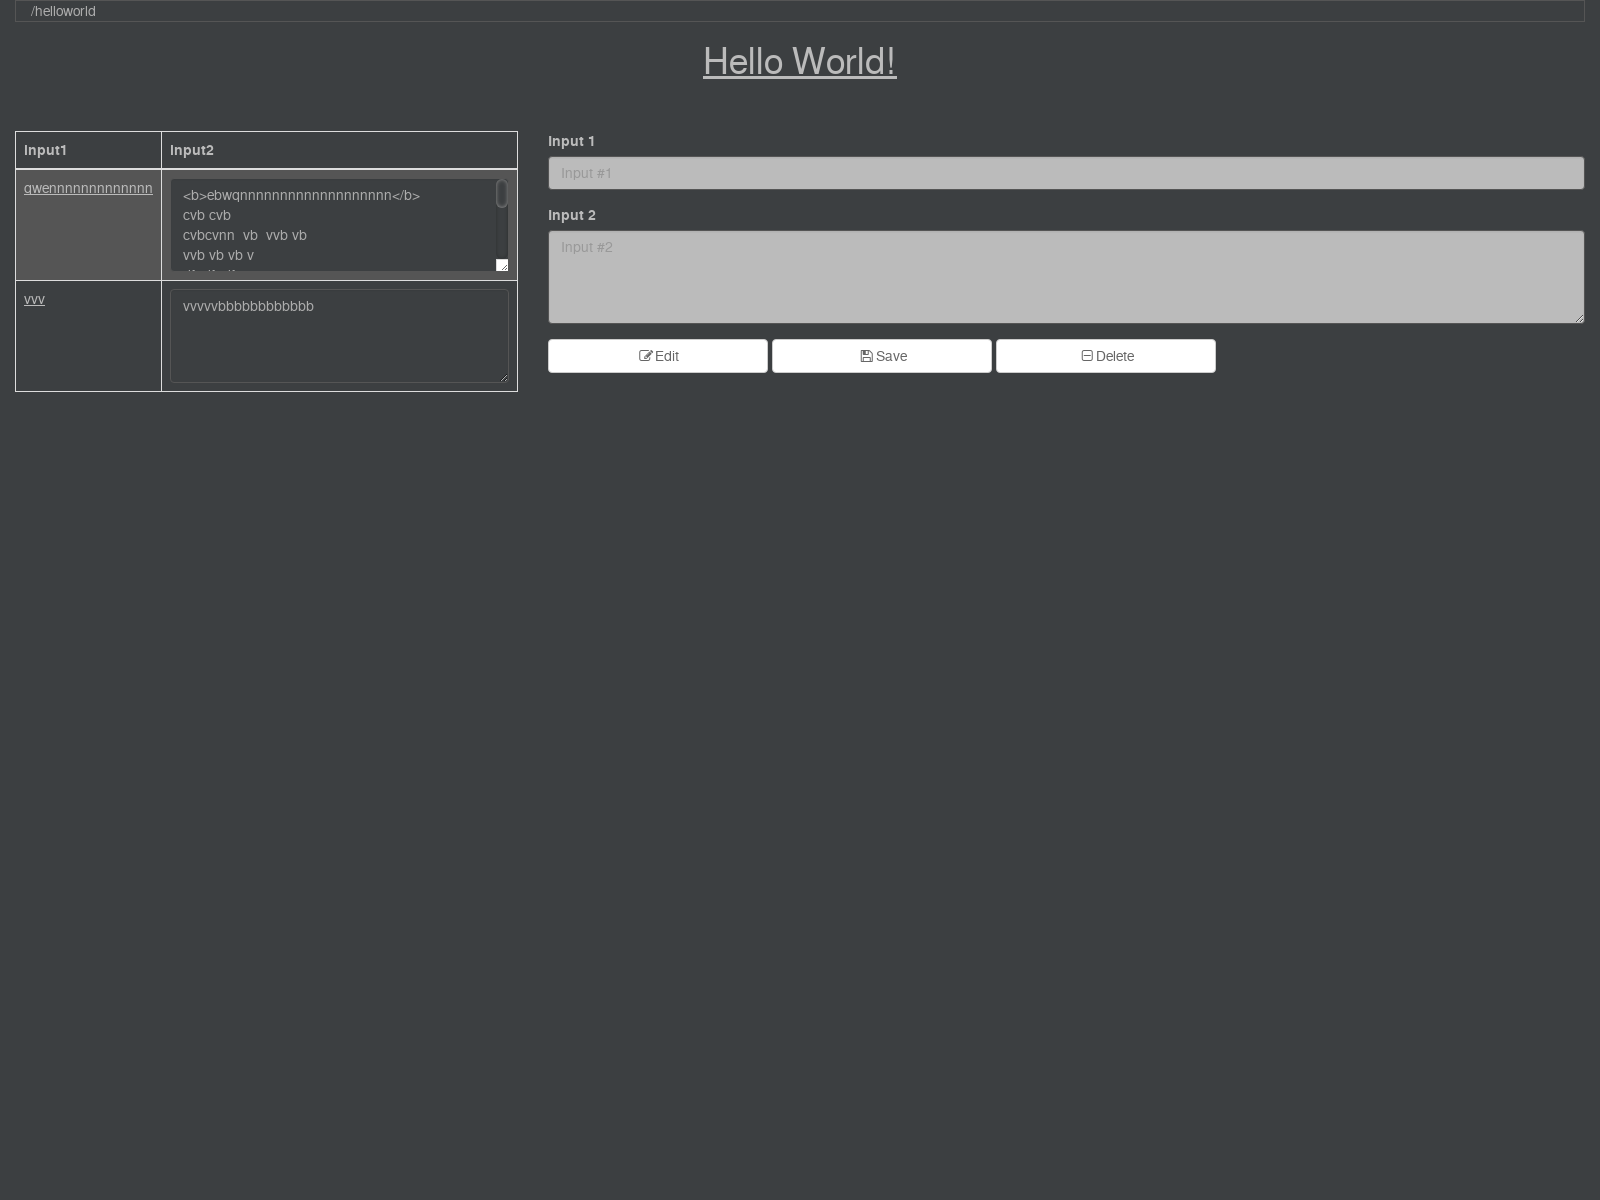 /helloworld
Hello World!
Input1 Input2
qwennnnnnnnnnnnn
<b>ebwqnnnnnnnnnnnnnnnnnnn</b>
cvb cvb
cvbcvnn  vb  vvb vb
vvb vb vb v
vvv
vvvvvbbbbbbbbbbbb
Input 1
Input #1
Input 2
Input #2
Edit Save Delete